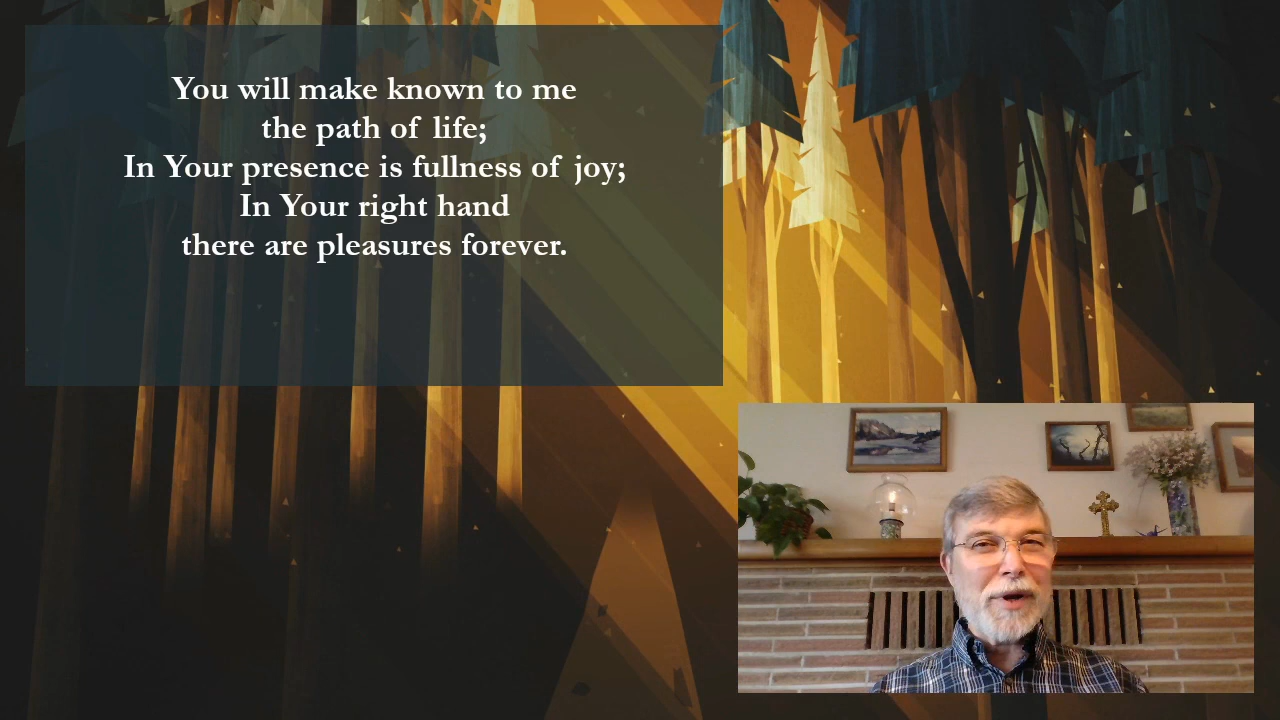 You will make known to me
the path of life;
In Your presence is fullness of joy;
In Your right hand
there are pleasures forever.